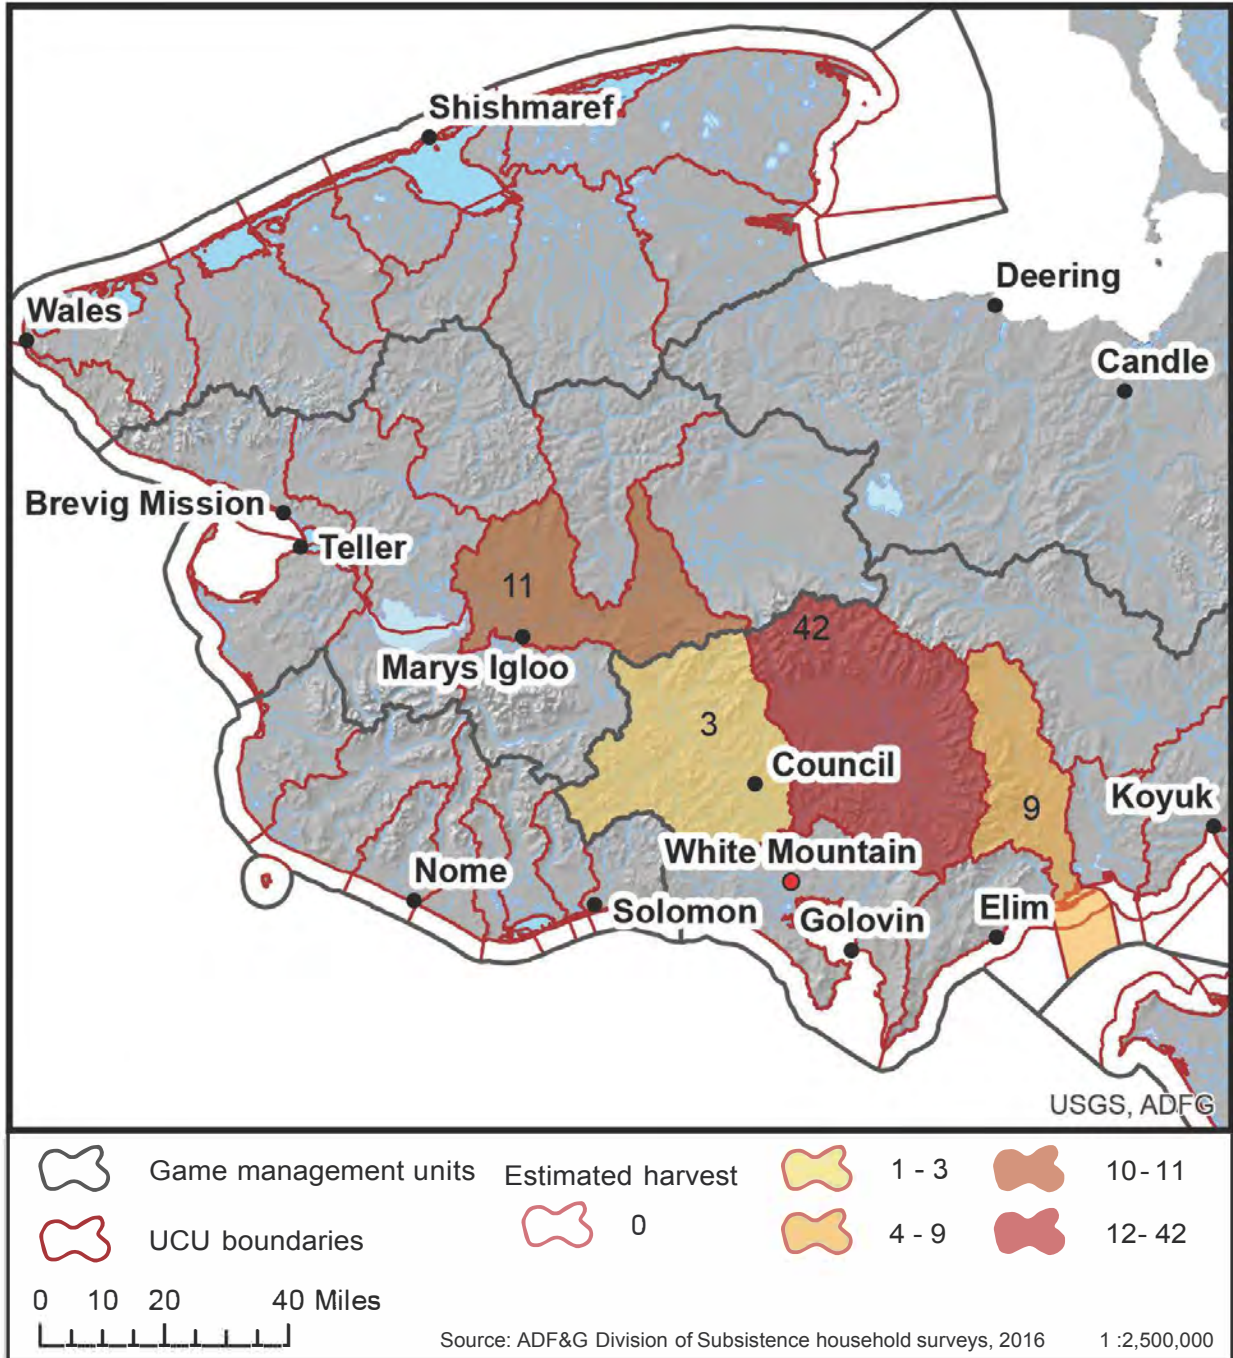 Shishmaref
Deering
Wales
Candle
Brevig Mission
Teller
11
42
Marys Igloo
3
Council
9
Koyuk
White Mountain
Nome
Solomon
Golovin
Elim
USGS, ADFG
Game management units
UCU boundaries
Estimated harvest
0
1 - 3
4 - 9
10 - 11
12 - 42
0 10 20 40 Miles
Source: ADF&G Division of Subsistence household surveys, 2016
1 :2,500,000